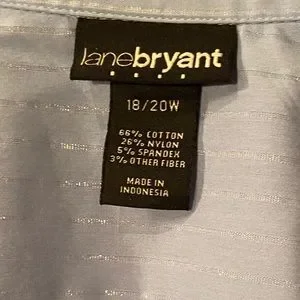 lanebryant
18/20W
66% COTTON
26% NYLON
5% SPANDEX
3% OTHER FIBER
MADE IN
INDONESIA